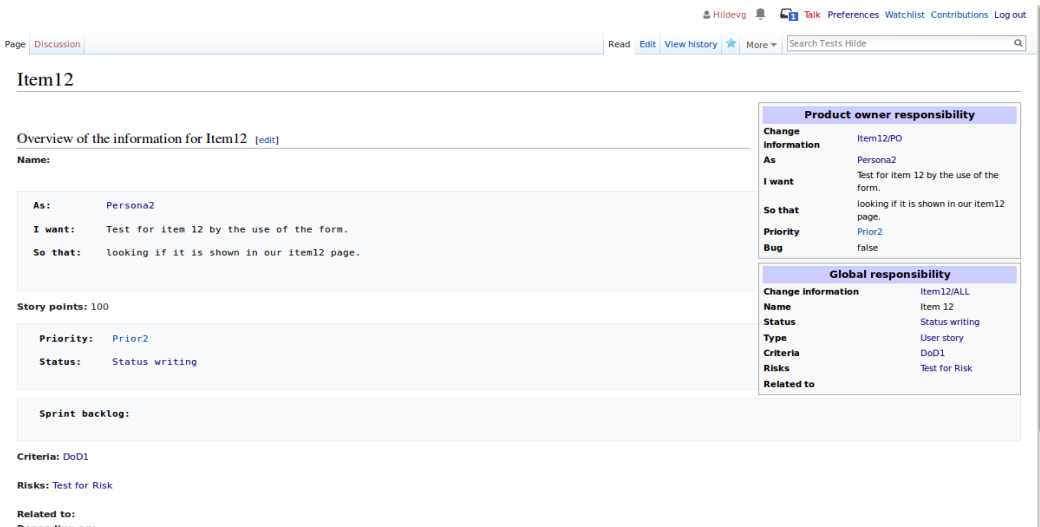 Hildevg 1 Talk Preferences Watchlist Contributions Log out
Page Discussion Read Edit View history More Search Tests Hilde
Item12
Overview of the information for Item12 [edit]
Name:
As: Persona2
I want: Test for item 12 by the use of the form.
So that: looking if it is shown in our item12 page.
Story points: 100
Priority: Prior2
Status: Status writing
Sprint backlog:
Criteria: DoD1
Risks: Test for Risk
Related to:
Product owner responsibility
Change
information Item12/PO
As Persona2
I want Test for item 12 by the use of the
form.
So that looking if it is shown in our item12
page.
Priority Prior2
Bug false
Global responsibility
Change information Item12/ALL
Name Item 12
Status Status writing
Type User story
Criteria DoD1
Risks Test for Risk
Related to